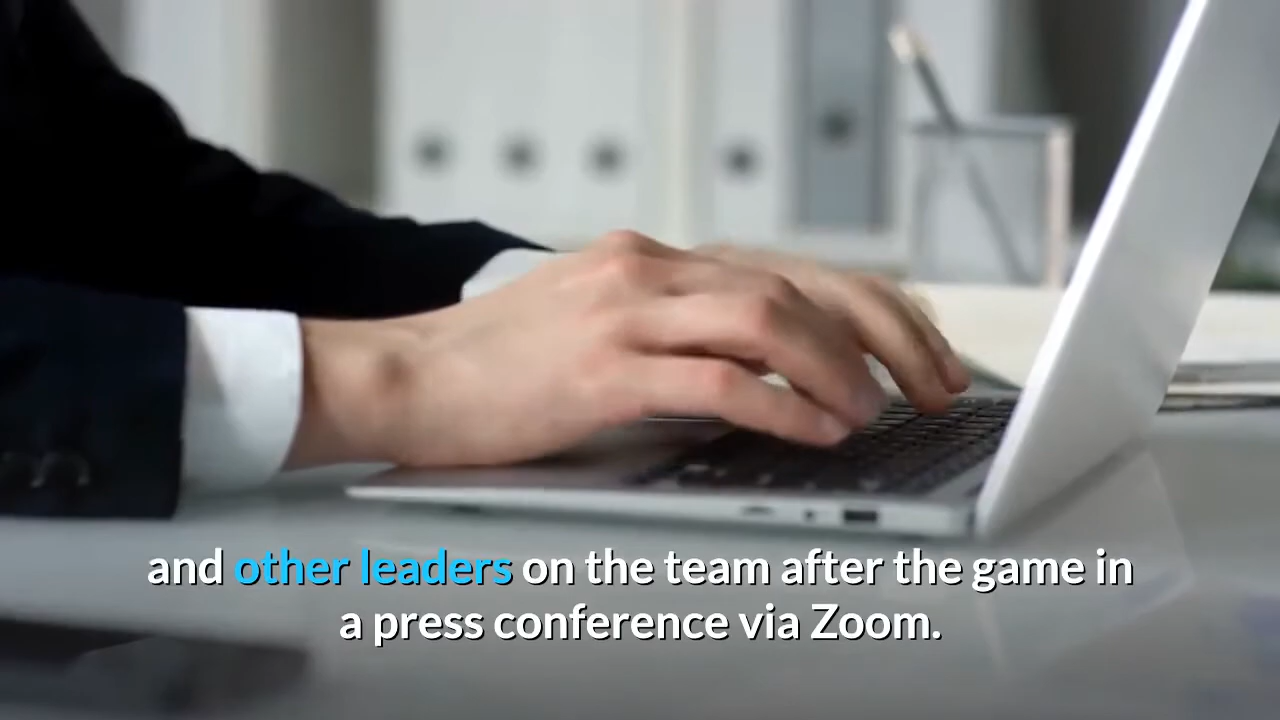 and other leaders on the team after the game in
a press conference via Zoom.